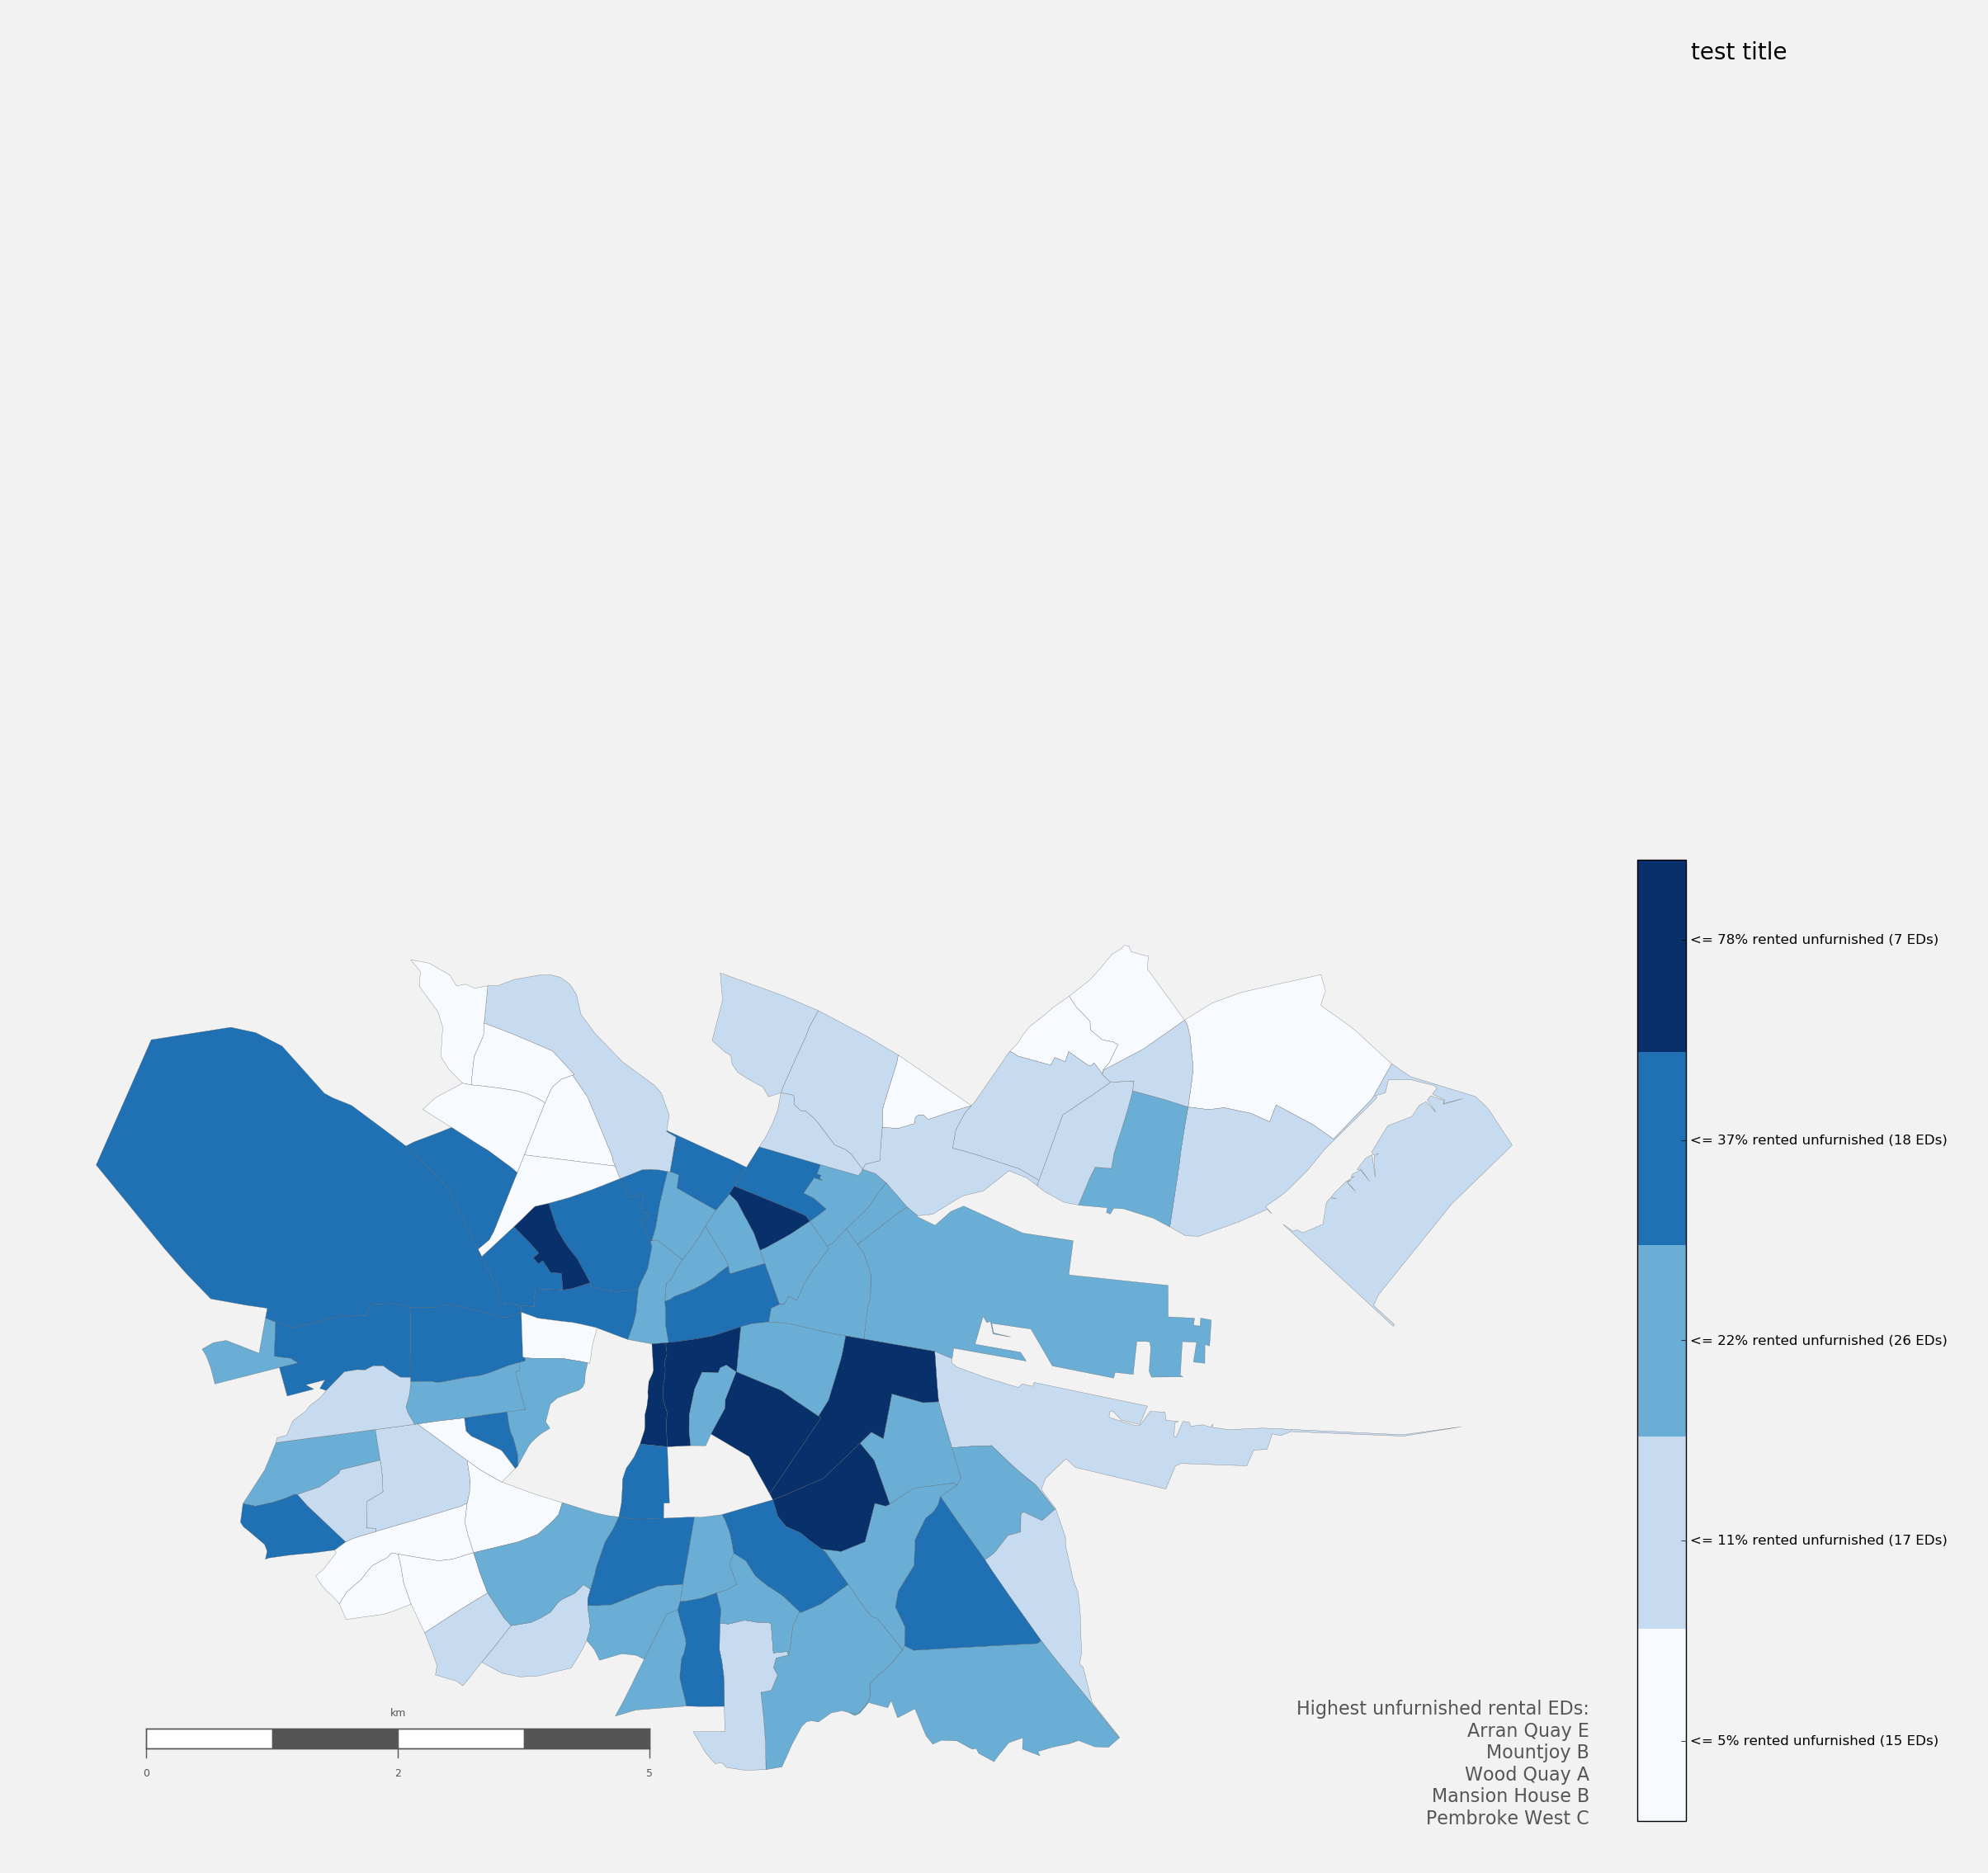 test title
<= 78% rented unfurnished (7 EDs)
<= 37% rented unfurnished (18 EDs)
<= 22% rented unfurnished (26 EDs)
<= 11% rented unfurnished (17 EDs)
<= 5% rented unfurnished (15 EDs)
km
0 2 5
Highest unfurnished rental EDs:
Arran Quay E
Mountjoy B
Wood Quay A
Mansion House B
Pembroke West C